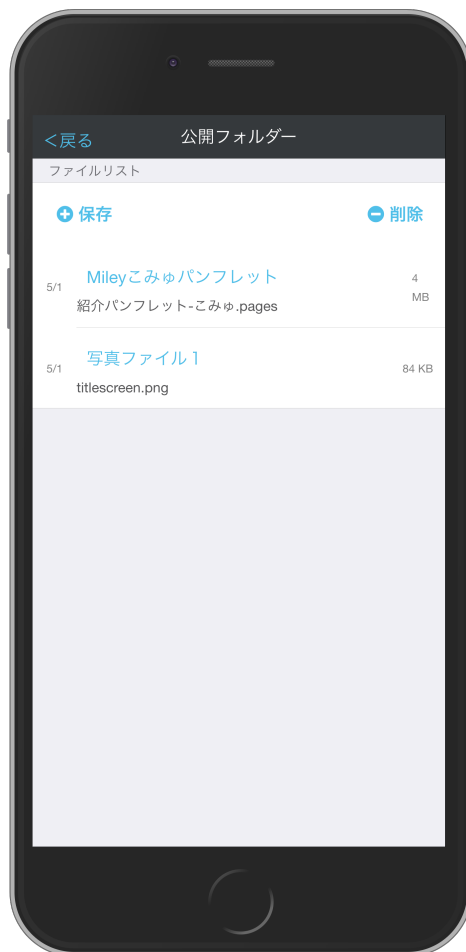 <戻る
公開フォルダー
ファイルリスト
保存
削除
5/1
Mileyこみゅパンフレット
紹介パンフレット-こみゅ.pages
4
MB
5/1
写真ファイル1
titlescreen.png
84 KB